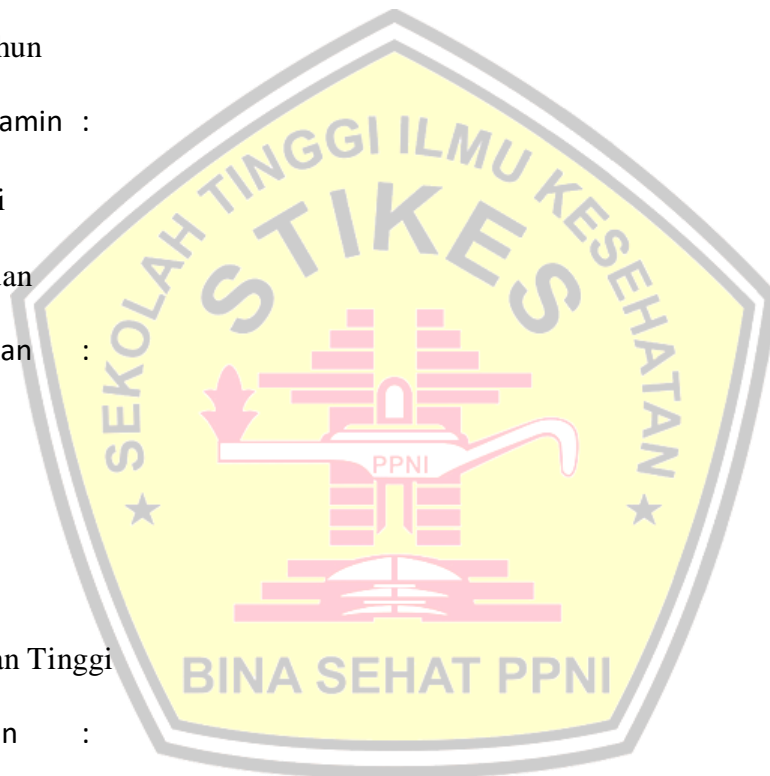 hun
amin :
i
an
an :
SEKOLAH TINGGI ILMU KESEHATAN
STIKES
PPNI
an Tinggi
BINA SEHAT PPNI
n :